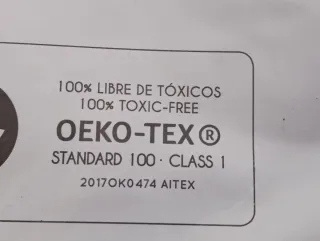 100% LIBRE DE TÓXICOS
100% TOXIC-FREE
OEKO-TEX®
STANDARD 100 · CLASS 1
2017OK0474 AITEX